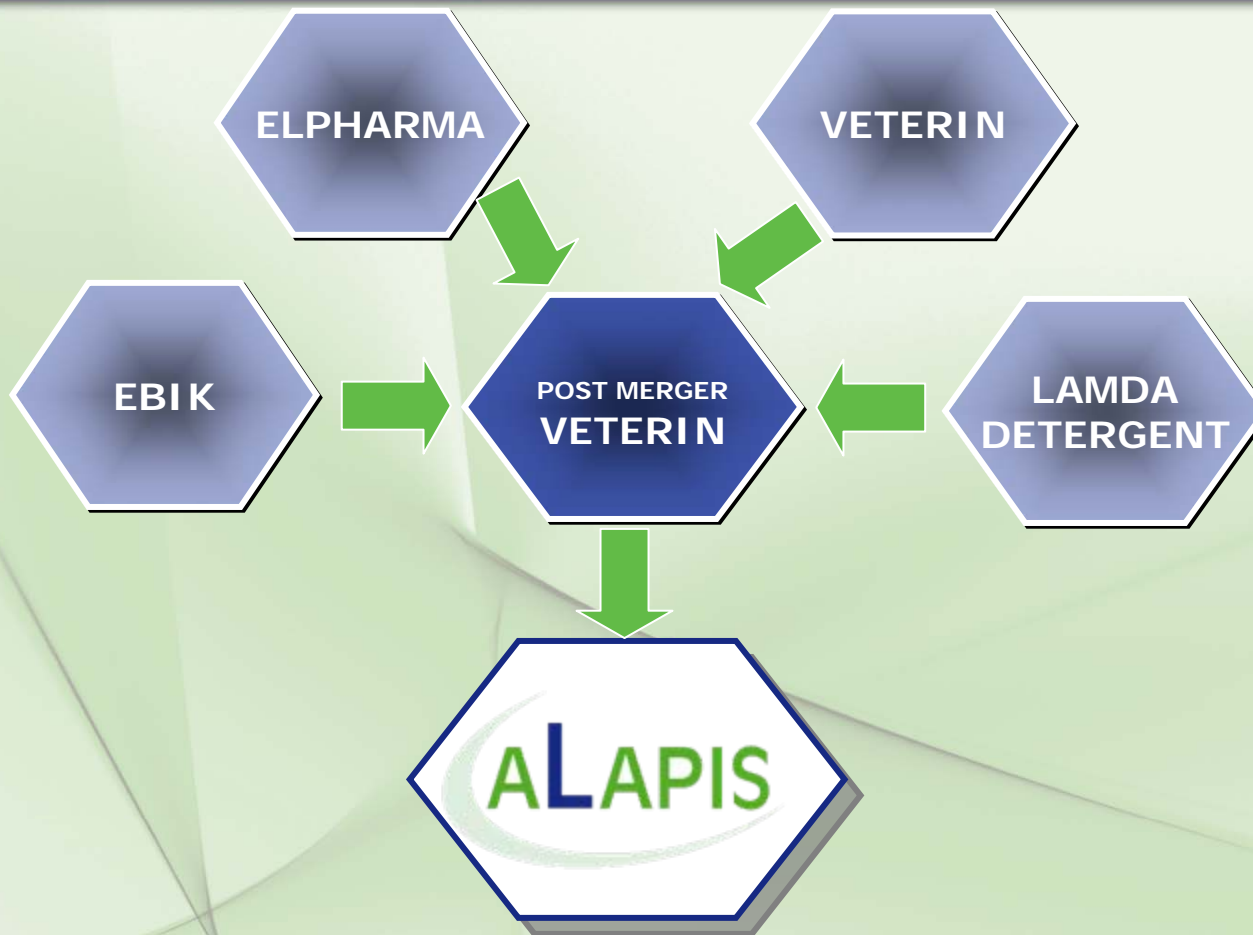 ELPHARMA
VETERIN
EBIK
POST MERGER
VETERIN
LAMDA
DETERGENT
ALAPIS